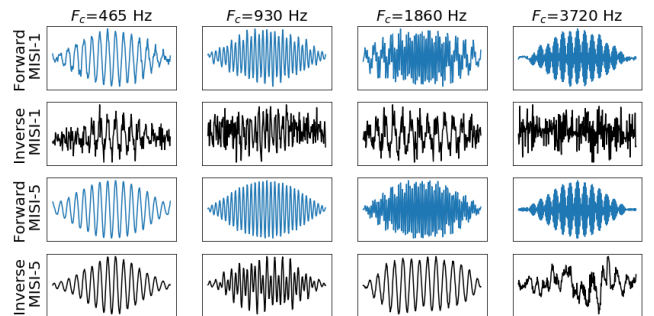 F_c=465 Hz
F_c=930 Hz
F_c=1860 Hz
F_c=3720 Hz
Forward
MISI-1
Inverse
MISI-1
Forward
MISI-5
Inverse
MISI-5